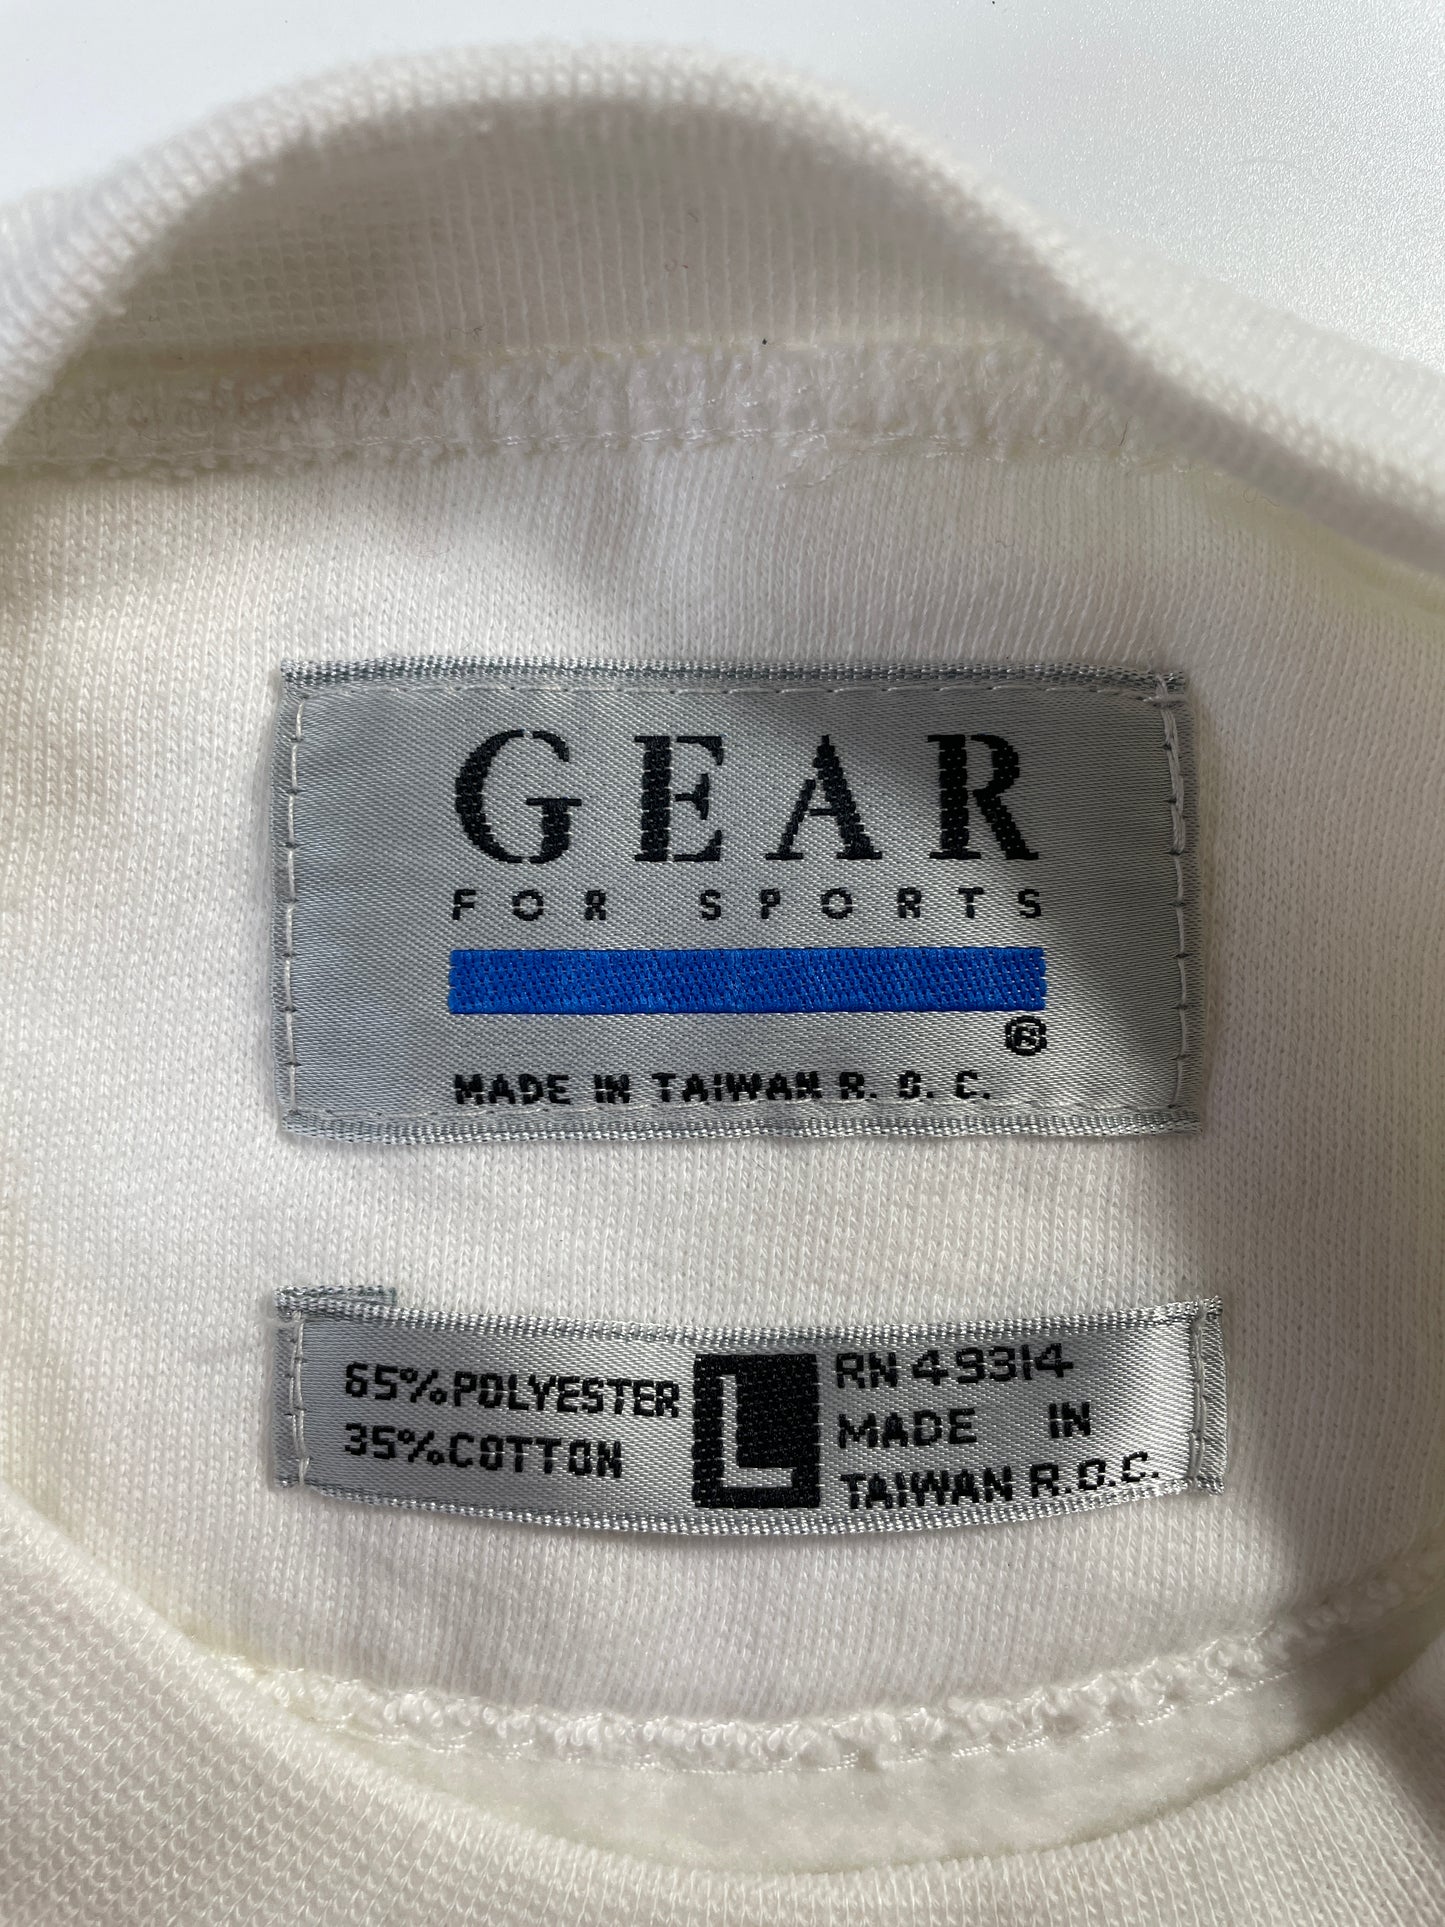 GEAR
FOR SPORTS
®
MADE IN TAIWAN R. O. C.
65% POLYESTER
35% COTTON
L
RN 49314
MADE IN
TAIWAN R.O.C.